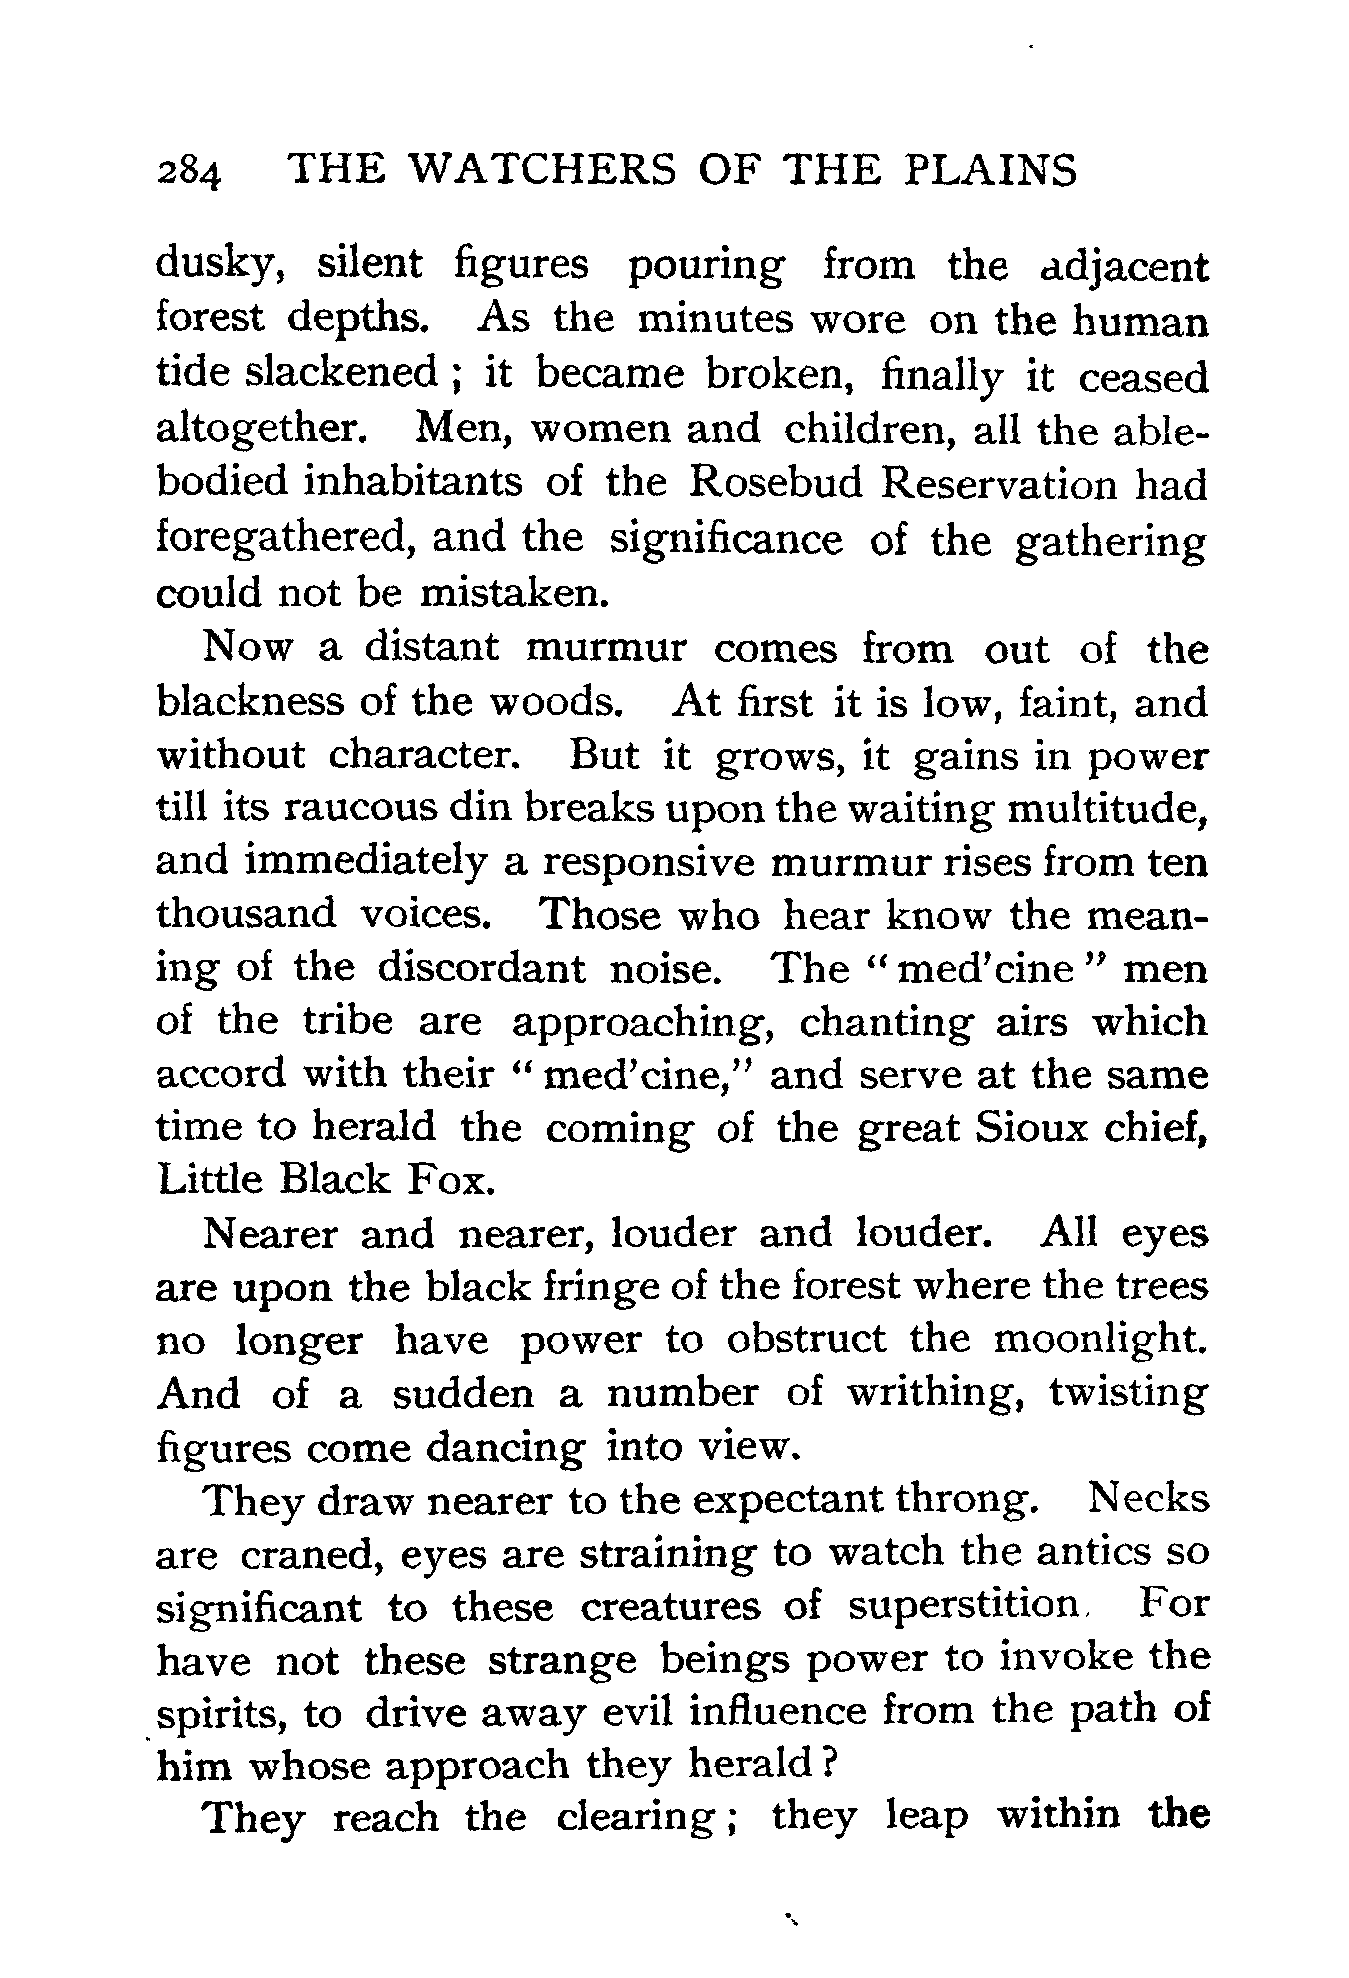 284 THE WATCHERS OF THE PLAINS
dusky, silent figures pouring from the adjacent
forest depths. As the minutes wore on the human
tide slackened ; it became broken, finally it ceased
altogether. Men, women and children, all the able-
bodied inhabitants of the Rosebud Reservation had
foregathered, and the significance of the gathering
could not be mistaken.
Now a distant murmur comes from out of the
blackness of the woods. At first it is low, faint, and
without character. But it grows, it gains in power
till its raucous din breaks upon the waiting multitude,
and immediately a responsive murmur rises from ten
thousand voices. Those who hear know the mean-
ing of the discordant noise. The “ med’cine ” men
of the tribe are approaching, chanting airs which
accord with their “ med’cine,” and serve at the same
time to herald the coming of the great Sioux chief,
Little Black Fox.
Nearer and nearer, louder and louder. All eyes
are upon the black fringe of the forest where the trees
no longer have power to obstruct the moonlight.
And of a sudden a number of writhing, twisting
figures come dancing into view.
They draw nearer to the expectant throng. Necks
are craned, eyes are straining to watch the antics so
significant to these creatures of superstition. For
have not these strange beings power to invoke the
spirits, to drive away evil influence from the path of
him whose approach they herald ?
They reach the clearing ; they leap within the